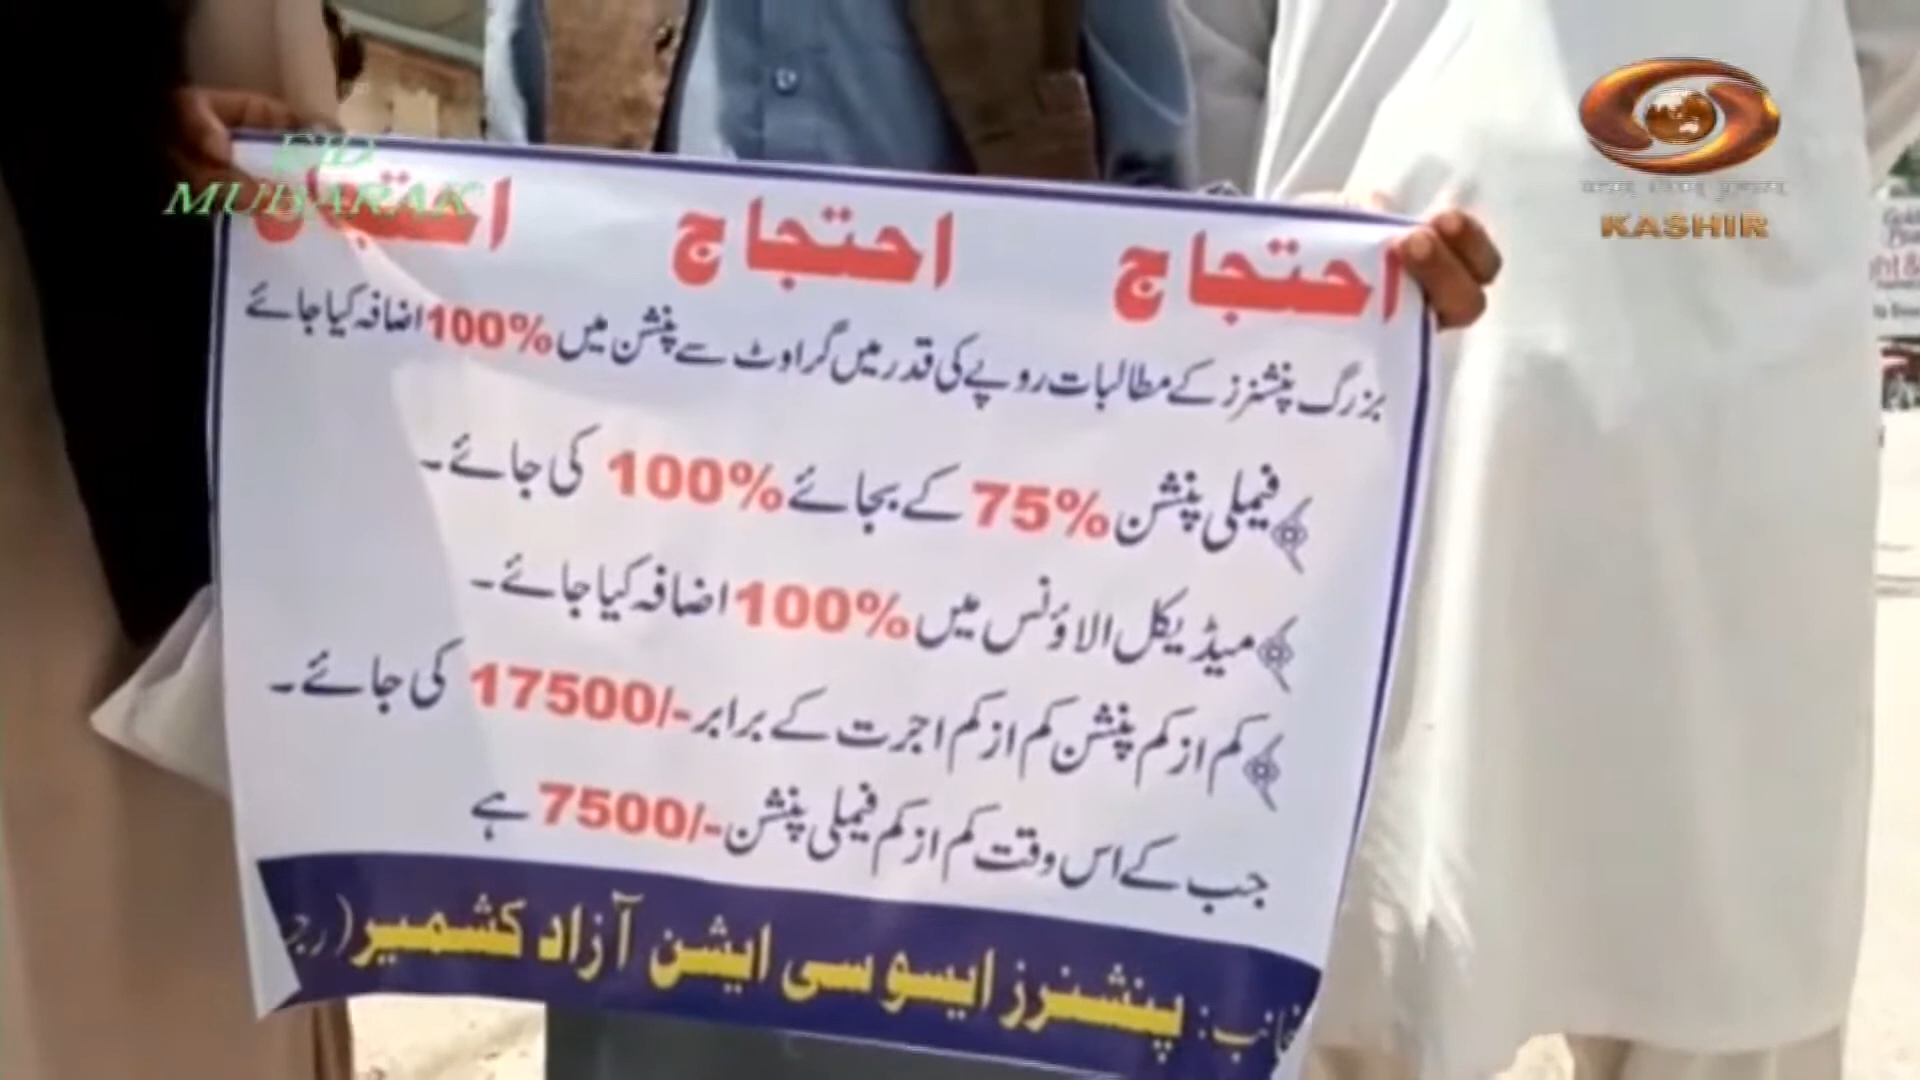 EID
MUBARAK
KASHIR
احتجاج احتجاج احتجاج
بزرگ پنشنرز کے مطالبات روپے کی قدر میں گراوٹ سے پنشن میں 100% اضافہ کیا جائے
فیملی پنشن 75% کے بجائے 100% کی جائے۔
میڈیکل الاؤنس میں 100% اضافہ کیا جائے۔
کم از کم پنشن کم از کم اجرت کے برابر -/17500 کی جائے۔
جب کے اس وقت کم از کم فیملی پنشن -/7500 ہے
جانب: پنشنرز ایسوسی ایشن آزاد کشمیر (رجـ